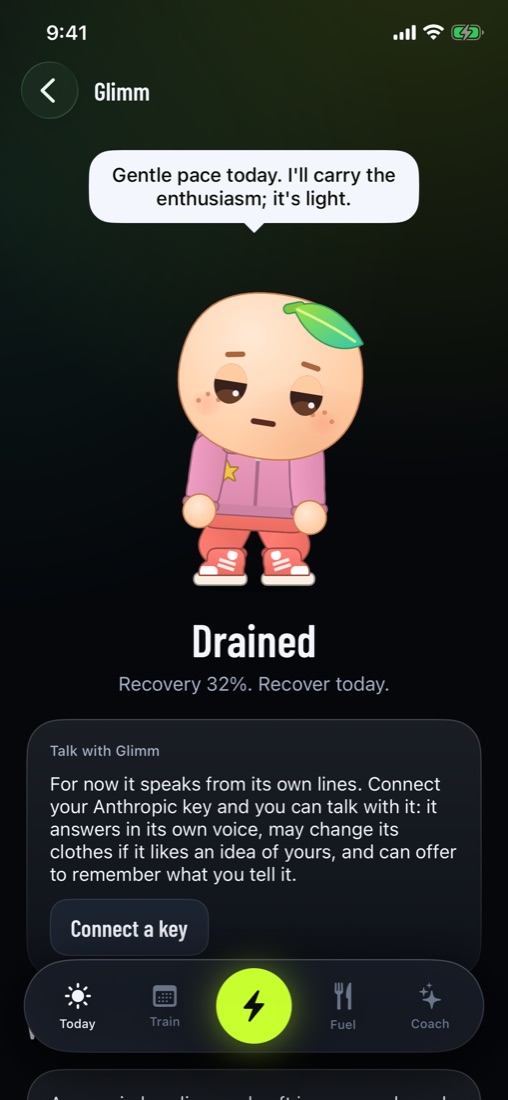 9:41
Glimm
Gentle pace today. I'll carry the
enthusiasm; it's light.
Drained
Recovery 32%. Recover today.
Talk with Glimm
For now it speaks from its own lines. Connect
your Anthropic key and you can talk with it: it
answers in its own voice, may change its
clothes if it likes an idea of yours, and can offer
to remember what you tell it.
Connect a key
Today
Train
Fuel
Coach